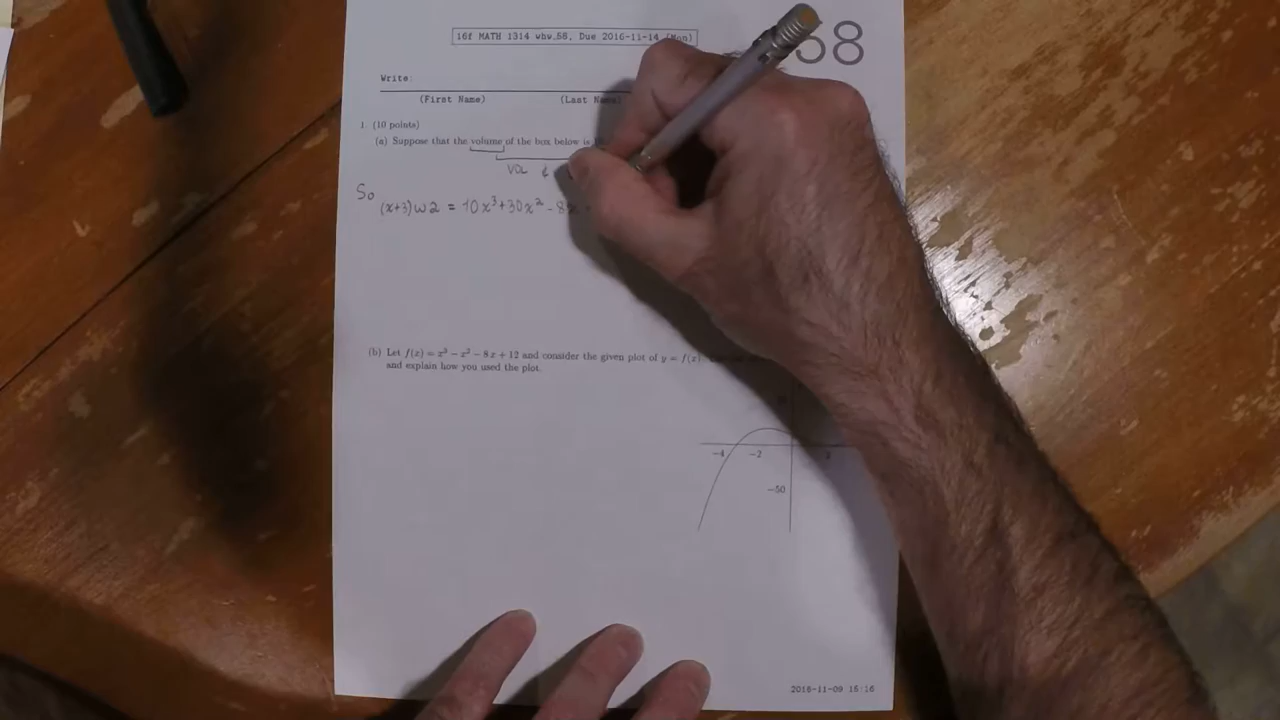 16f MATH 1314 whw.58, Due 2016-11-14 (Mon)
58
Write:
(First Name) (Last Name)
1. (10 points)
(a) Suppose that the volume of the box below is
VOL
So
(x+3)w2 = 10x³+30x² - 8x
(b) Let f(x) = x³ − x² − 8x + 12 and consider the given plot of y = f(x).
and explain how you used the plot.
−4 −2 2
−50
2016-11-09 15:16